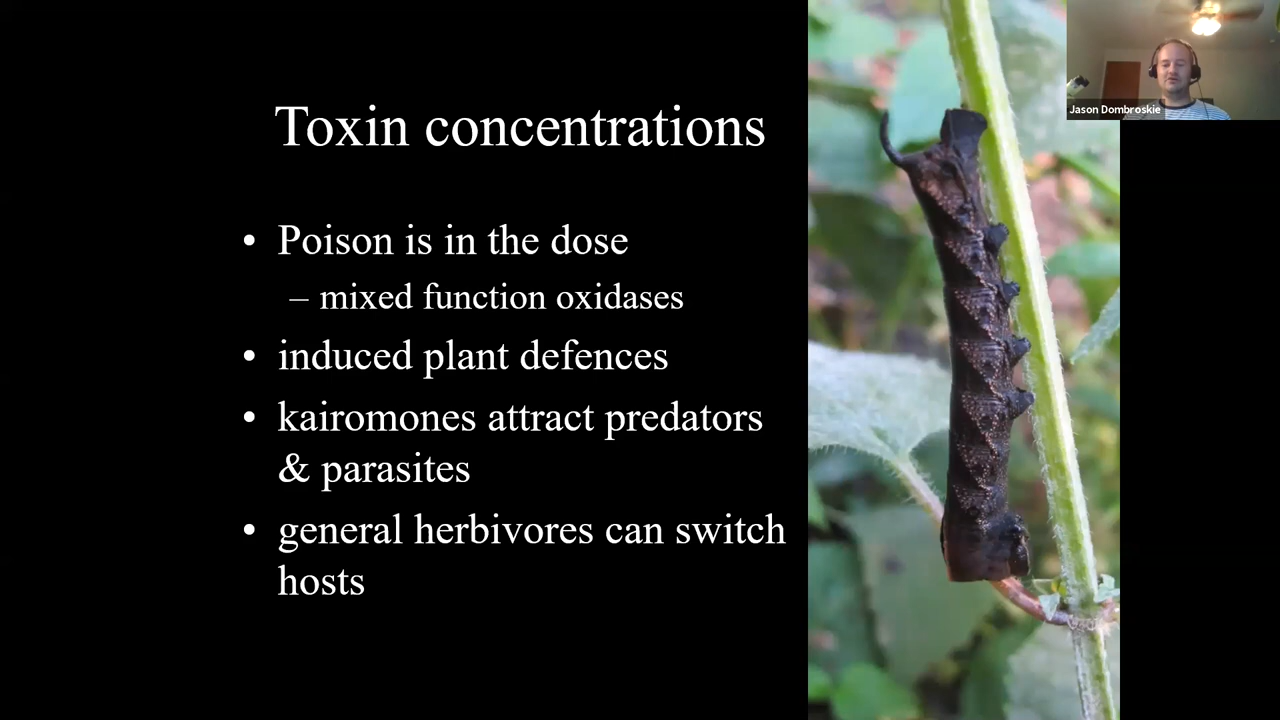 Toxin concentrations
• Poison is in the dose
– mixed function oxidases
• induced plant defences
• kairomones attract predators
& parasites
• general herbivores can switch
hosts
Jason Dombroskie